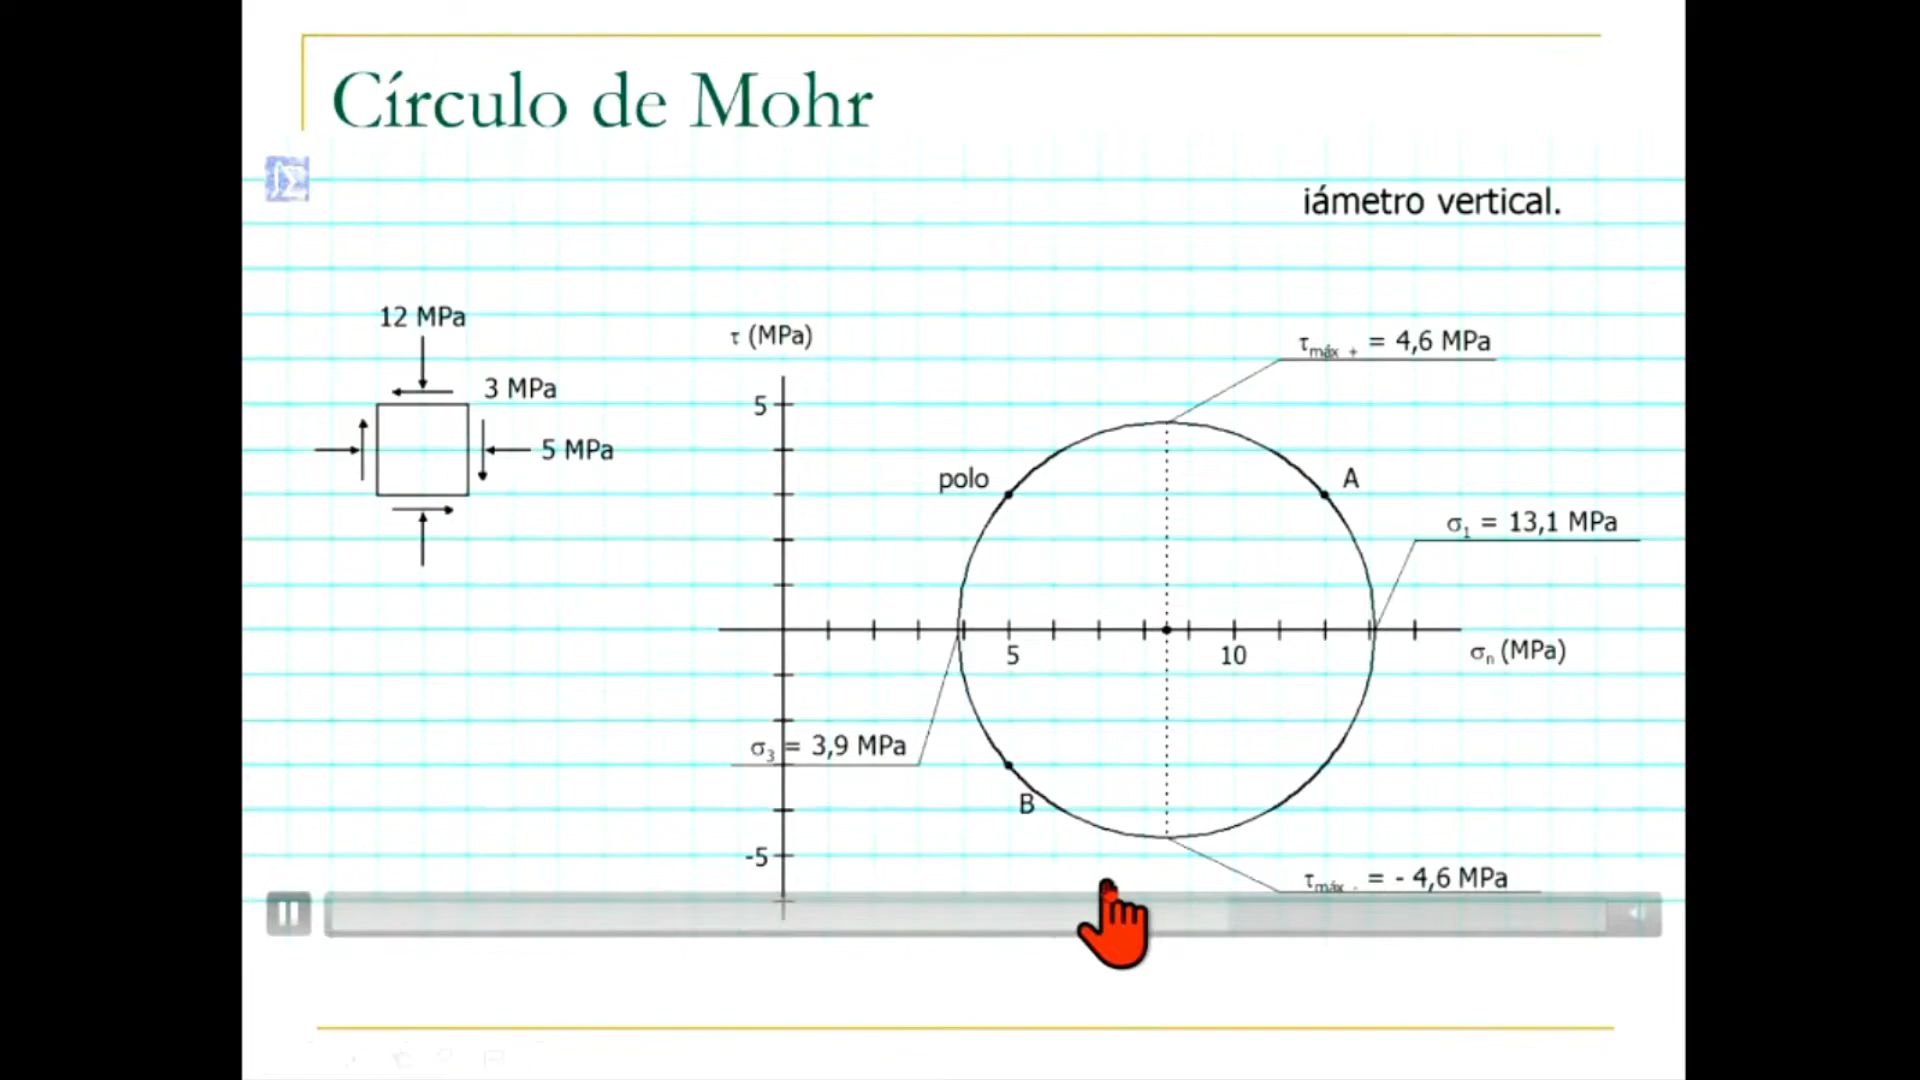 Círculo de Mohr
∫Σ
iámetro vertical.
12 MPa
3 MPa
5 MPa
τ (MPa)
5
-5
τmáx + = 4,6 MPa
polo
A
σ1 = 13,1 MPa
5
10
σn (MPa)
σ3 = 3,9 MPa
B
τmáx - = - 4,6 MPa